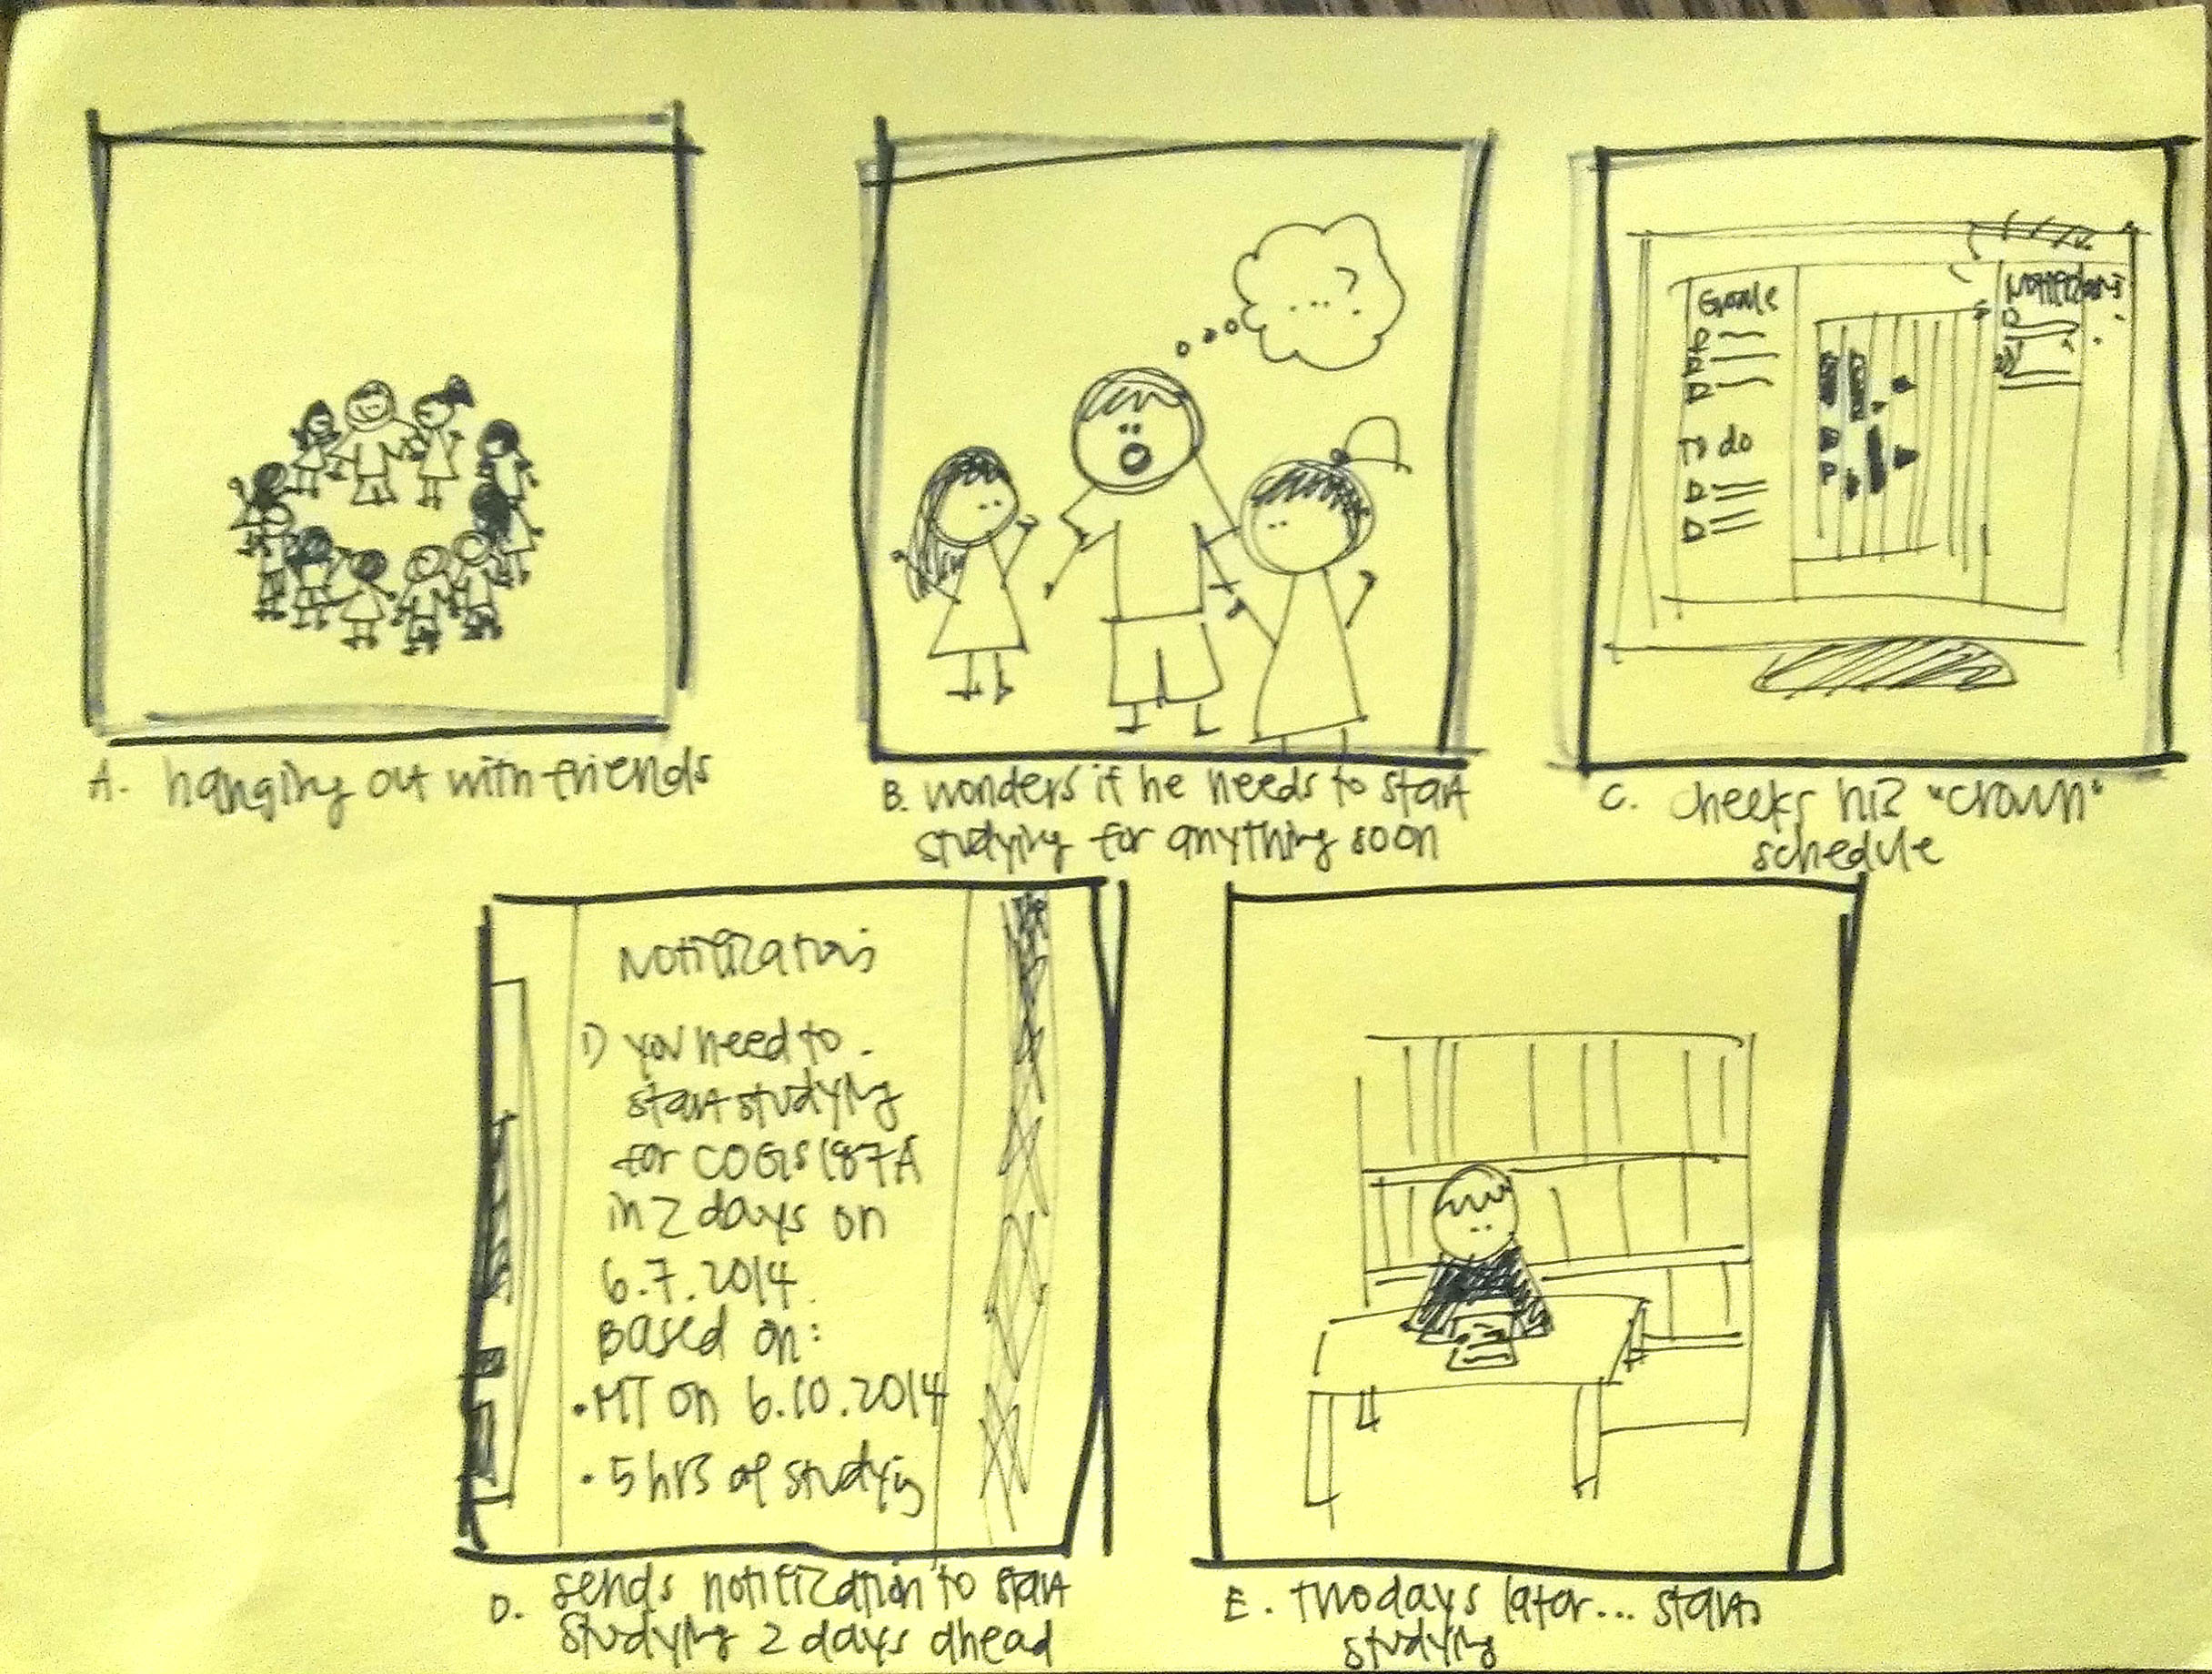 ... ?
Goals
To do
Notifications
A. hanging out with friends
B. wonders if he needs to start
studying for anything soon
C. checks his "crown"
schedule
Notifications
1) you need to
start studying
for COGS 187A
in 2 days on
6.7.2014
Based on:
• MT on 6.10.2014
• 5 hrs of studying
D. sends notification to start
studying 2 days ahead
E. two days later... starts
studying